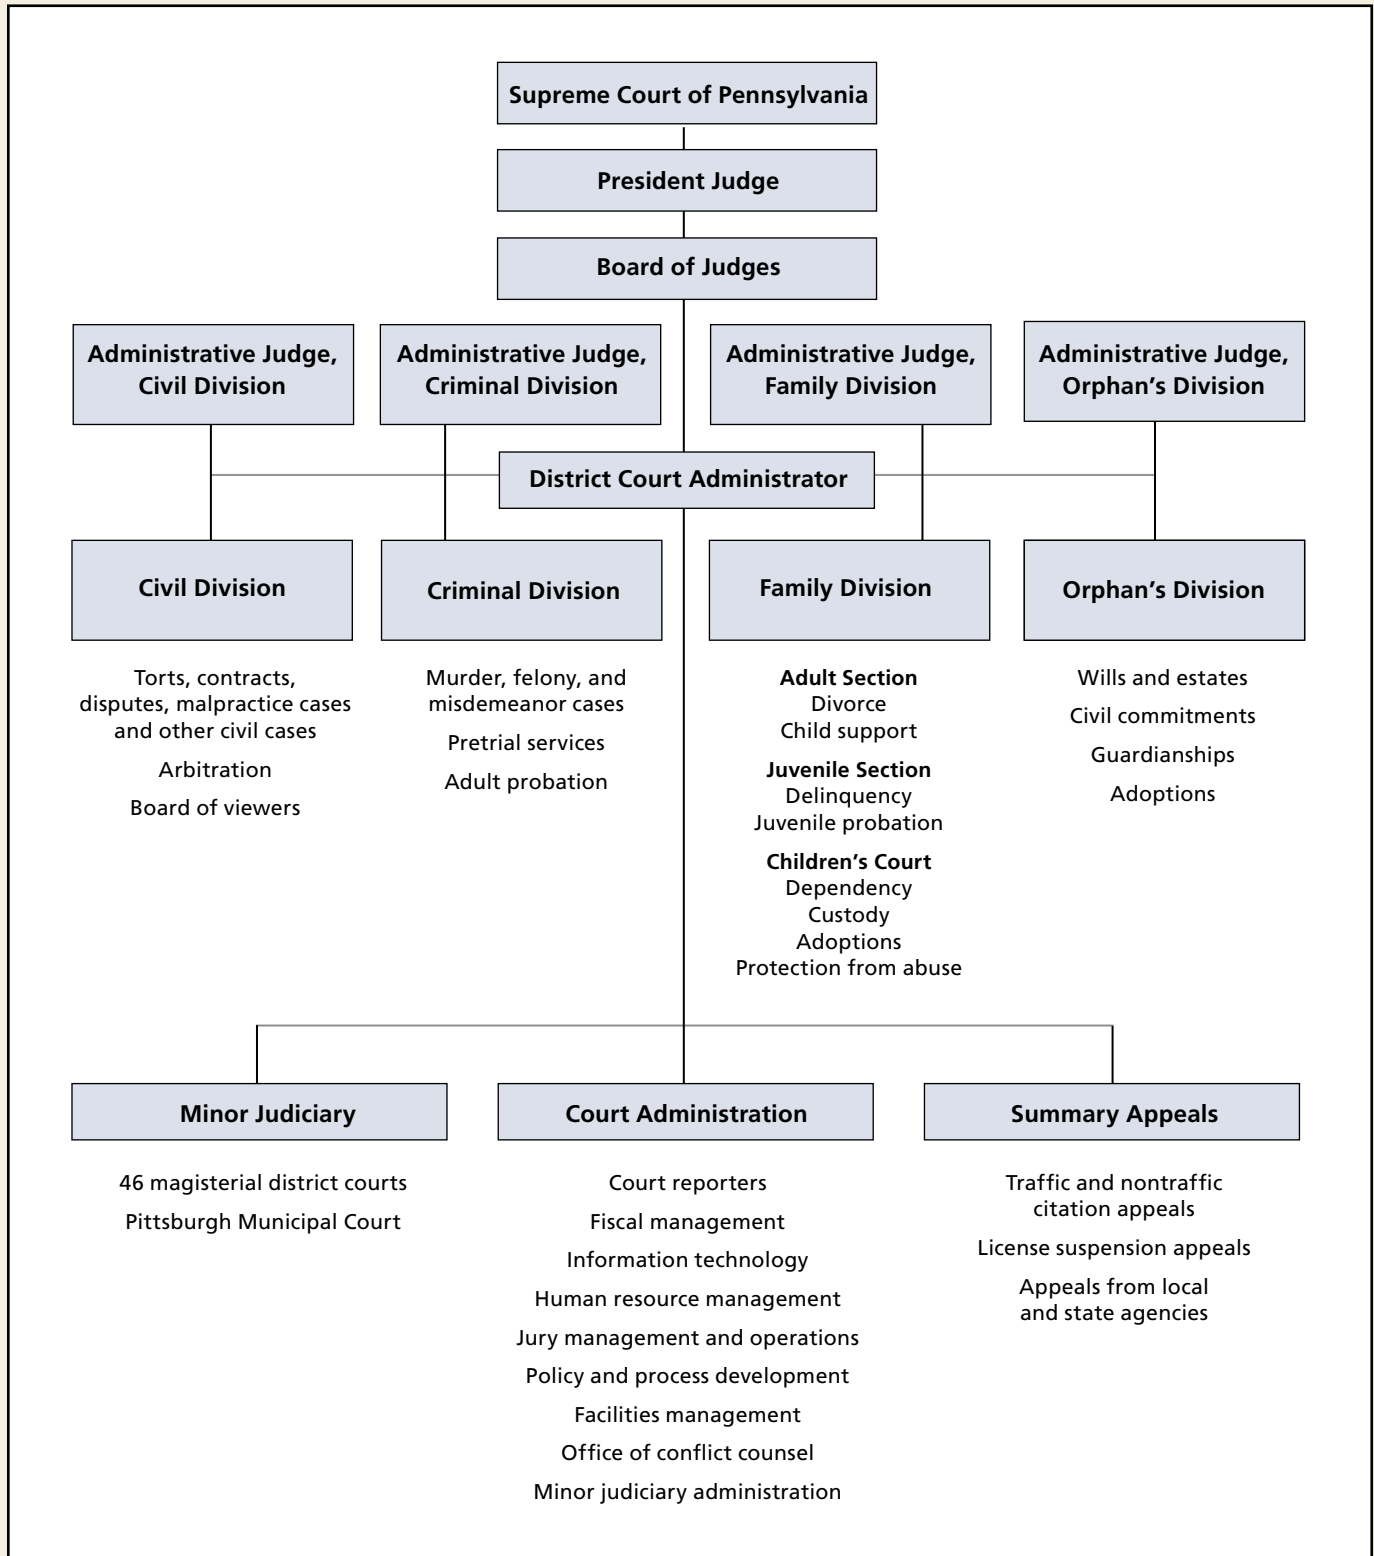 Supreme Court of Pennsylvania
President Judge
Board of Judges
Administrative Judge,
Civil Division
Administrative Judge,
Criminal Division
Administrative Judge,
Family Division
Administrative Judge,
Orphan's Division
District Court Administrator
Civil Division
Torts, contracts,
disputes, malpractice cases
and other civil cases
Arbitration
Board of viewers
Criminal Division
Murder, felony, and
misdemeanor cases
Pretrial services
Adult probation
Family Division
Adult Section
Divorce
Child support
Juvenile Section
Delinquency
Juvenile probation
Children's Court
Dependency
Custody
Adoptions
Protection from abuse
Orphan's Division
Wills and estates
Civil commitments
Guardianships
Adoptions
Minor Judiciary
46 magisterial district courts
Pittsburgh Municipal Court
Court Administration
Court reporters
Fiscal management
Information technology
Human resource management
Jury management and operations
Policy and process development
Facilities management
Office of conflict counsel
Minor judiciary administration
Summary Appeals
Traffic and nontraffic
citation appeals
License suspension appeals
Appeals from local
and state agencies